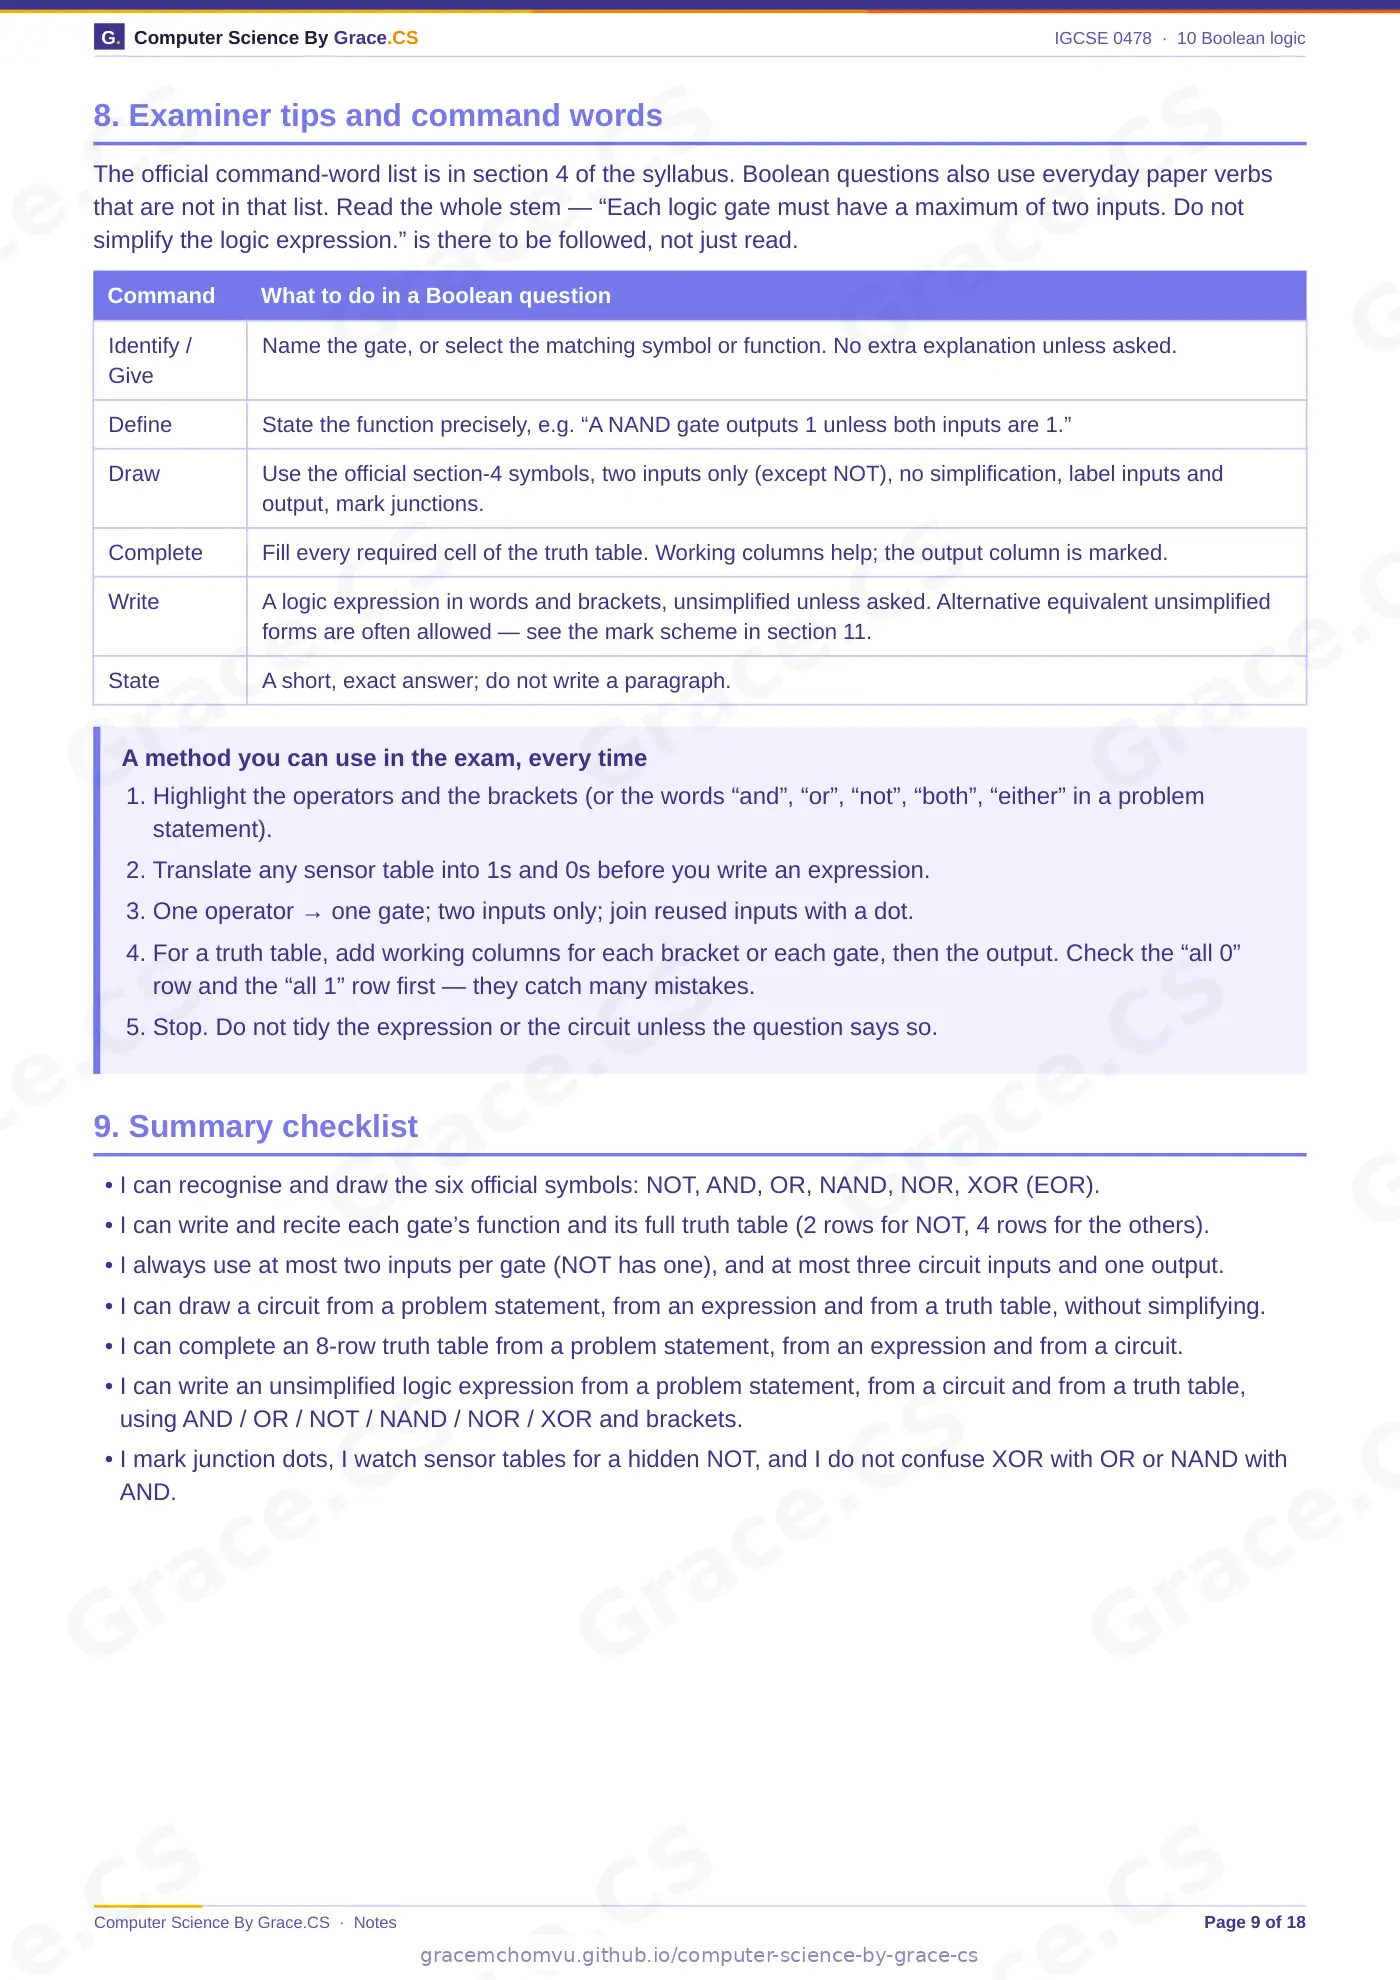 G. Computer Science By Grace.CS
IGCSE 0478 · 10 Boolean logic
8. Examiner tips and command words
The official command-word list is in section 4 of the syllabus. Boolean questions also use everyday paper verbs
that are not in that list. Read the whole stem — “Each logic gate must have a maximum of two inputs. Do not
simplify the logic expression.” is there to be followed, not just read.
Command What to do in a Boolean question
Identify / Name the gate, or select the matching symbol or function. No extra explanation unless asked.
Give
Define State the function precisely, e.g. “A NAND gate outputs 1 unless both inputs are 1.”
Draw Use the official section-4 symbols, two inputs only (except NOT), no simplification, label inputs and
output, mark junctions.
Complete Fill every required cell of the truth table. Working columns help; the output column is marked.
Write A logic expression in words and brackets, unsimplified unless asked. Alternative equivalent unsimplified
forms are often allowed — see the mark scheme in section 11.
State A short, exact answer; do not write a paragraph.
A method you can use in the exam, every time
1. Highlight the operators and the brackets (or the words “and”, “or”, “not”, “both”, “either” in a problem
statement).
2. Translate any sensor table into 1s and 0s before you write an expression.
3. One operator → one gate; two inputs only; join reused inputs with a dot.
4. For a truth table, add working columns for each bracket or each gate, then the output. Check the “all 0”
row and the “all 1” row first — they catch many mistakes.
5. Stop. Do not tidy the expression or the circuit unless the question says so.
9. Summary checklist
• I can recognise and draw the six official symbols: NOT, AND, OR, NAND, NOR, XOR (EOR).
• I can write and recite each gate’s function and its full truth table (2 rows for NOT, 4 rows for the others).
• I always use at most two inputs per gate (NOT has one), and at most three circuit inputs and one output.
• I can draw a circuit from a problem statement, from an expression and from a truth table, without simplifying.
• I can complete an 8-row truth table from a problem statement, from an expression and from a circuit.
• I can write an unsimplified logic expression from a problem statement, from a circuit and from a truth table,
using AND / OR / NOT / NAND / NOR / XOR and brackets.
• I mark junction dots, I watch sensor tables for a hidden NOT, and I do not confuse XOR with OR or NAND with
AND.
Computer Science By Grace.CS · Notes
Page 9 of 18
gracemchomvu.github.io/computer-science-by-grace-cs